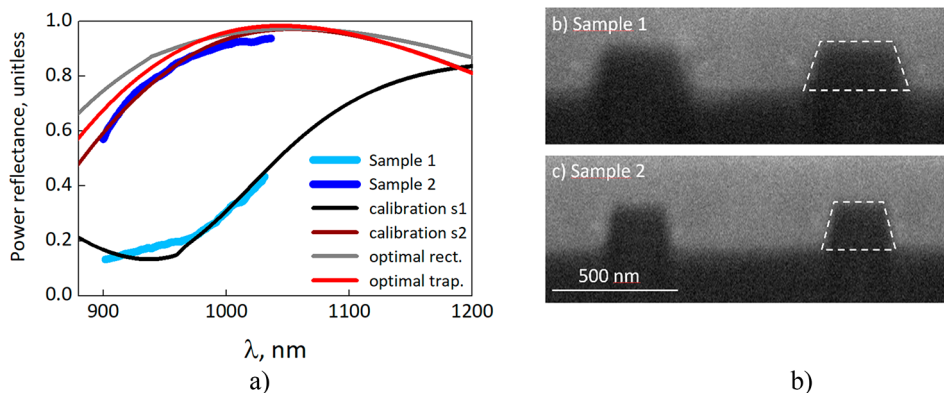 a)
1.0
0.8
0.6
0.4
0.2
0.0
Power reflectance, unitless
Sample 1
Sample 2
calibration s1
calibration s2
optimal rect.
optimal trap.
900
1000
1100
1200
λ, nm
a)
b) Sample 1
c) Sample 2
500 nm
b)